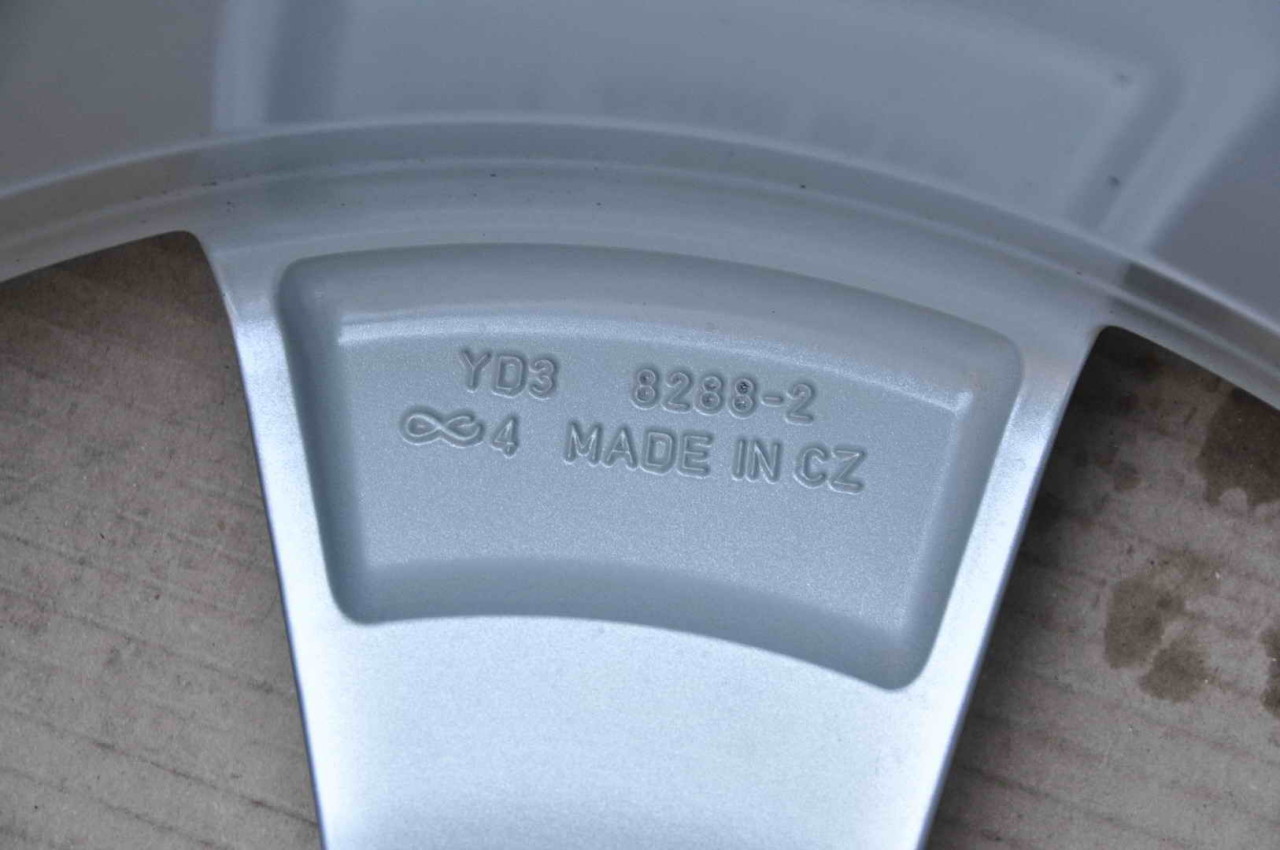 YD3 8288-2
∞4 MADE IN CZ